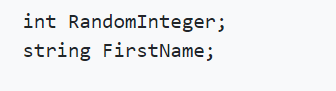 int RandomInteger;
string FirstName;